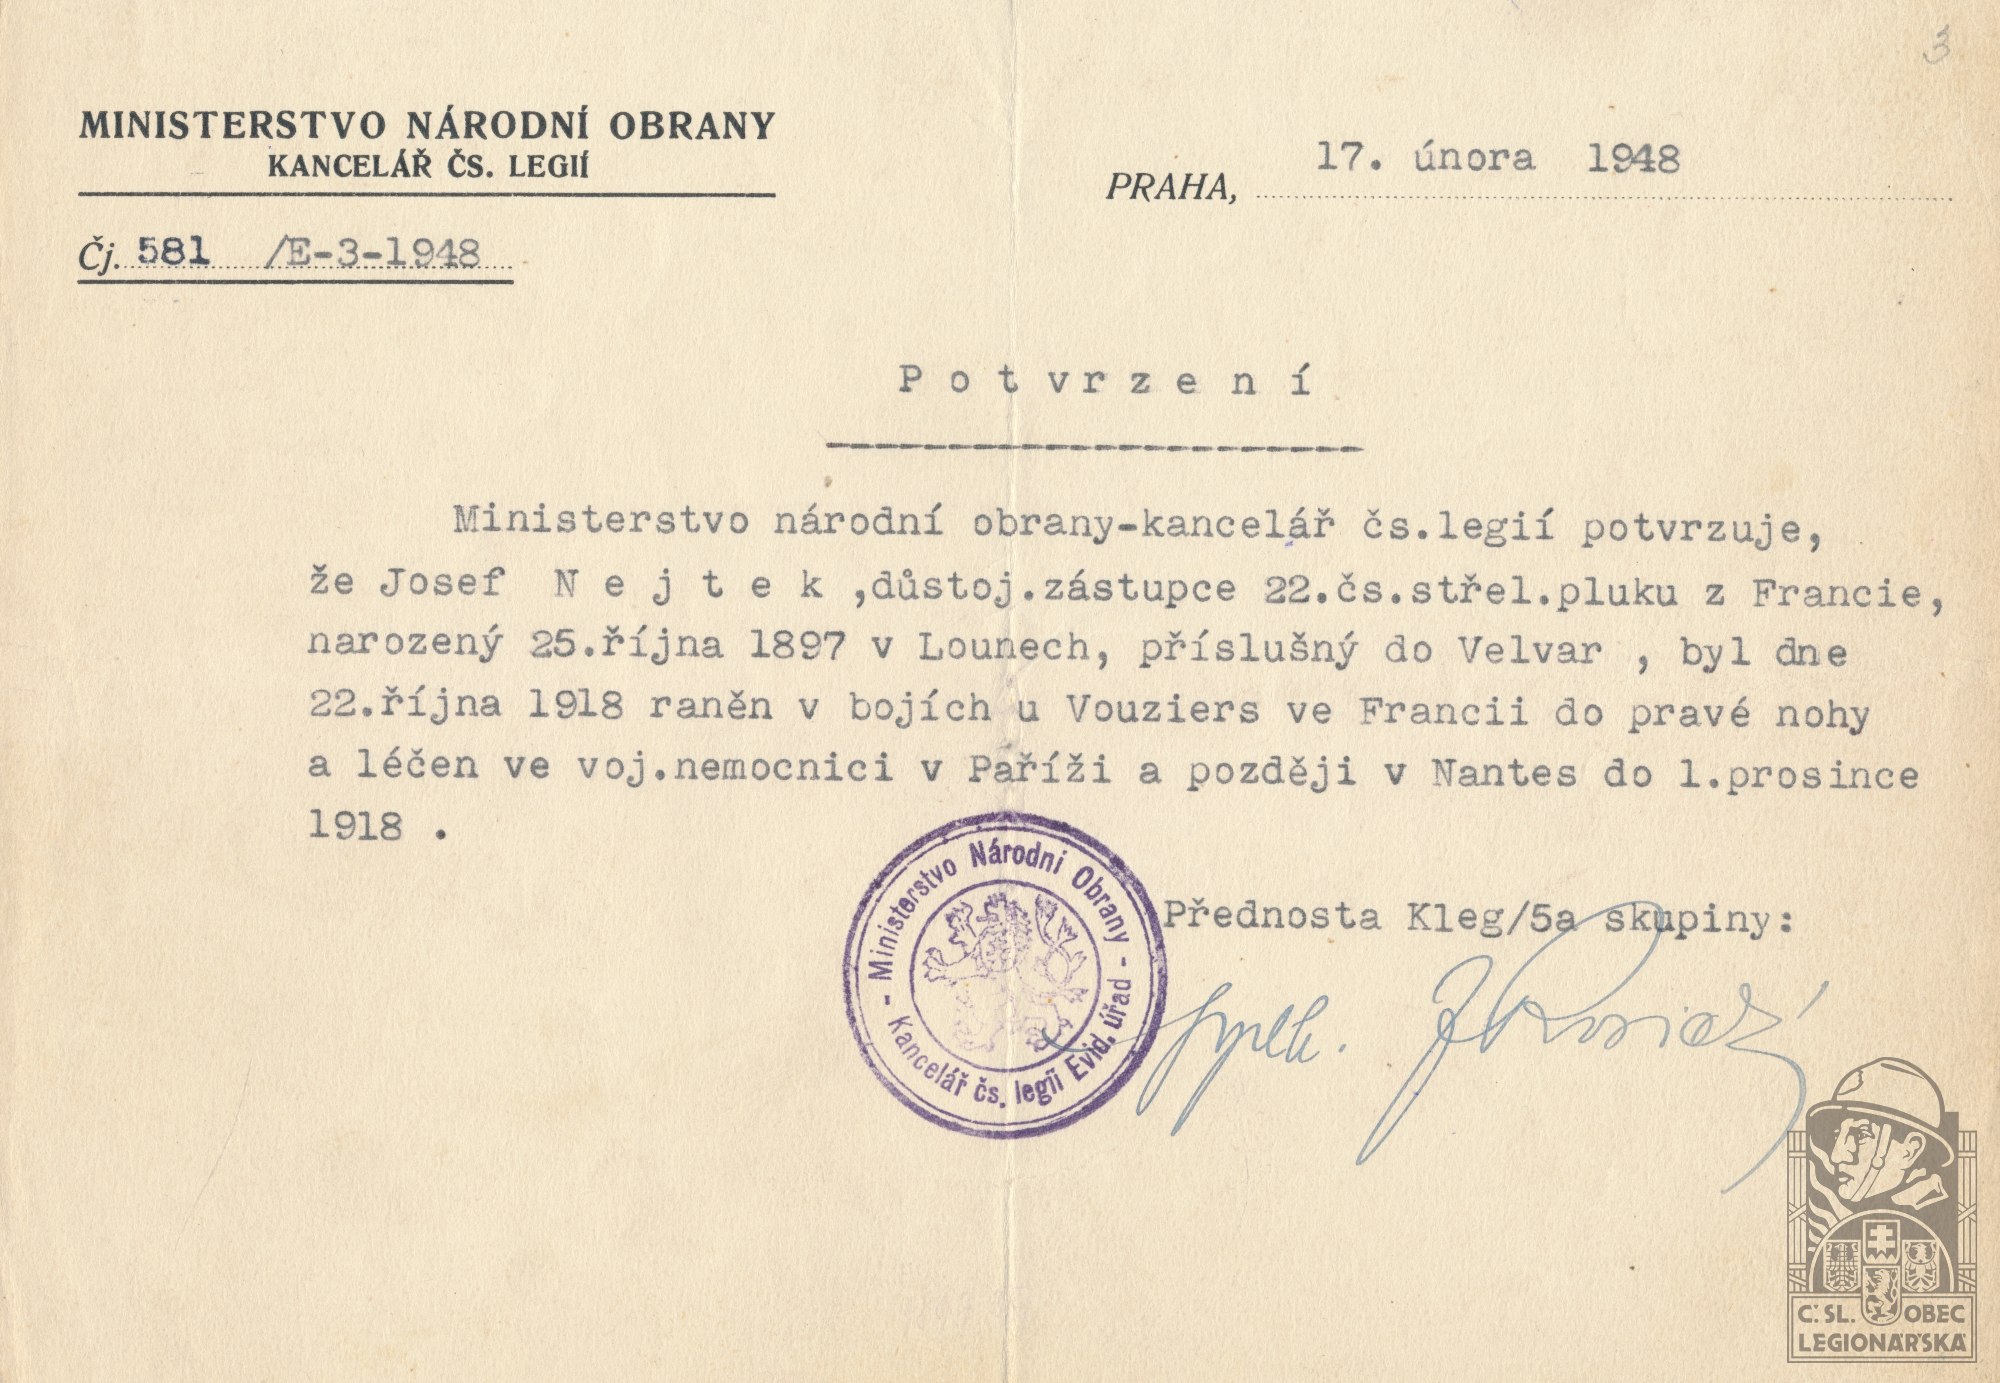 3
MINISTERSTVO NÁRODNÍ OBRANY
KANCELÁŘ ČS. LEGIÍ
PRAHA, 17. února 1948
Čj. 581 /E-3-1948
P o t v r z e n í
Ministerstvo národní obrany-kancelář čs.legií potvrzuje,
že Josef N e j t e k ,důstoj.zástupce 22.čs.střel.pluku z Francie,
narozený 25.října 1897 v Lounech, příslušný do Velvar , byl dne
22.října 1918 raněn v bojích u Vouziers ve Francii do pravé nohy
a léčen ve voj.nemocnici v Paříži a později v Nantes do 1.prosince
1918 .
- Ministerstvo Národní Obrany -
Kancelář čs. legií Evid. úřad
Přednosta Kleg/5a skupiny:
ČSL. OBEC
LEGIONÁŘSKÁ